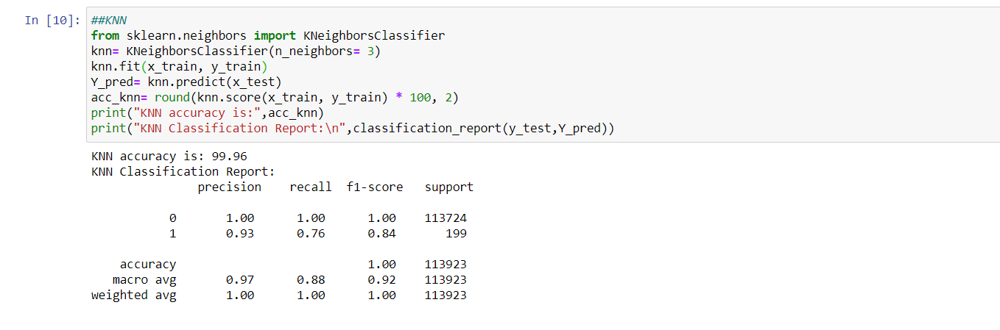 In [10]: ##KNN
from sklearn.neighbors import KNeighborsClassifier
knn= KNeighborsClassifier(n_neighbors= 3)
knn.fit(x_train, y_train)
Y_pred= knn.predict(x_test)
acc_knn= round(knn.score(x_train, y_train) * 100, 2)
print("KNN accuracy is:",acc_knn)
print("KNN Classification Report:\n",classification_report(y_test,Y_pred))
KNN accuracy is: 99.96
KNN Classification Report:
precision recall f1-score support
0 1.00 1.00 1.00 113724
1 0.93 0.76 0.84 199
accuracy 1.00 113923
macro avg 0.97 0.88 0.92 113923
weighted avg 1.00 1.00 1.00 113923